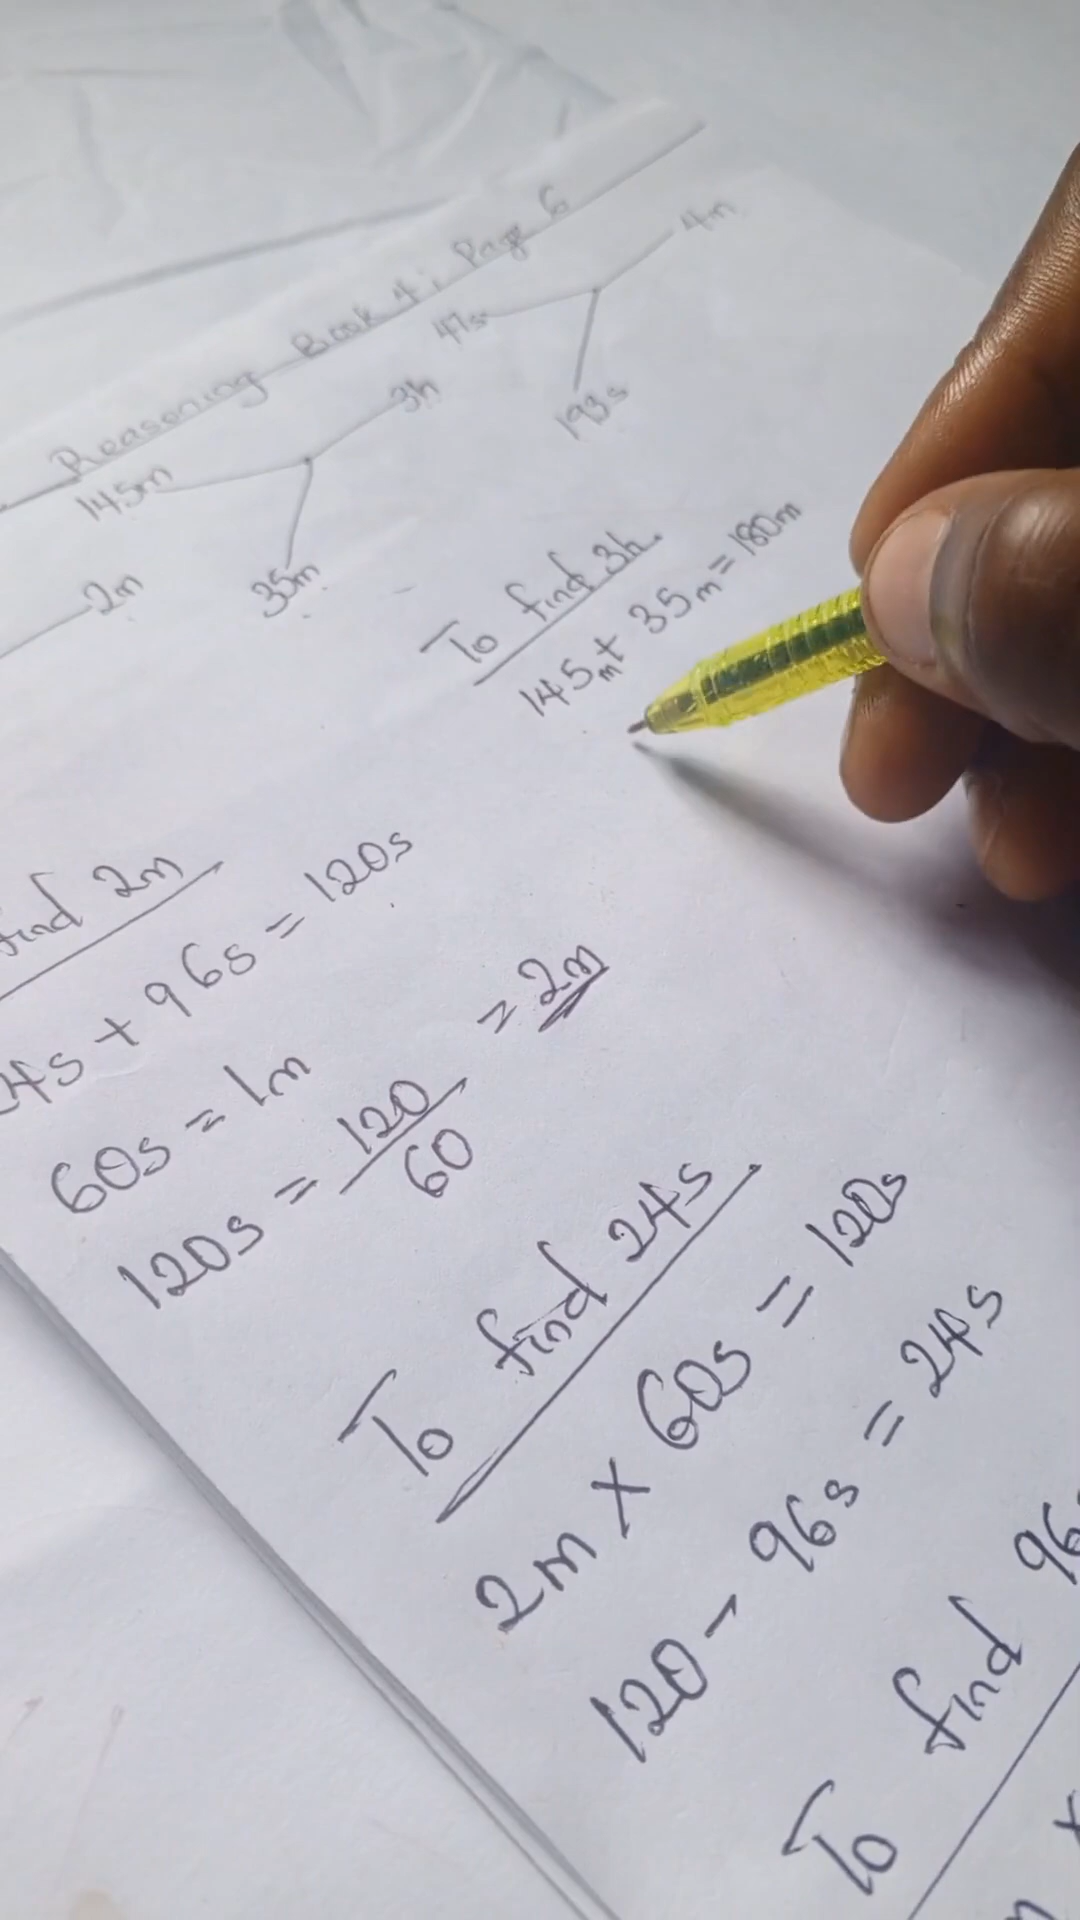 Reasoning Book 4; Page 6
47s 4m
193s
145m 3h
35m
2m
To find 3h.
145m + 35m = 180m
find 2m
4s + 96s = 120s
60s = 1m
120s = 120/60 = 2m
To find 24s
2m x 60s = 120s
120 - 96s = 24s
To find 96